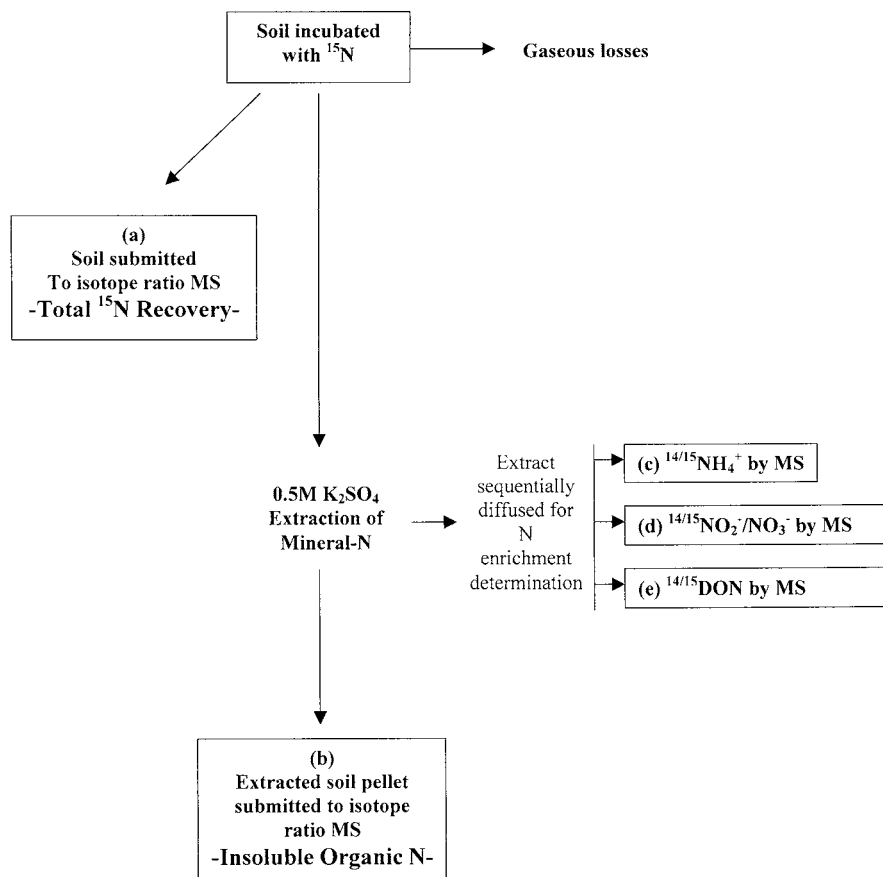 Soil incubated
with ¹⁵N
Gaseous losses
(a)
Soil submitted
To isotope ratio MS
-Total ¹⁵N Recovery-
0.5M K₂SO₄
Extraction of
Mineral-N
Extract
sequentially
diffused for
N
enrichment
determination
(c) ¹⁴/¹⁵NH₄⁺ by MS
(d) ¹⁴/¹⁵NO₂⁻/NO₃⁻ by MS
(e) ¹⁴/¹⁵DON by MS
(b)
Extracted soil pellet
submitted to isotope
ratio MS
-Insoluble Organic N-